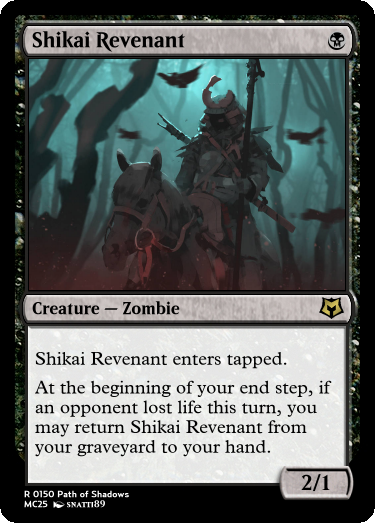 Shikai Revenant
Creature — Zombie
Shikai Revenant enters tapped.
At the beginning of your end step, if
an opponent lost life this turn, you
may return Shikai Revenant from
your graveyard to your hand.
2/1
R 0150 Path of Shadows
MC25 SNATTI89